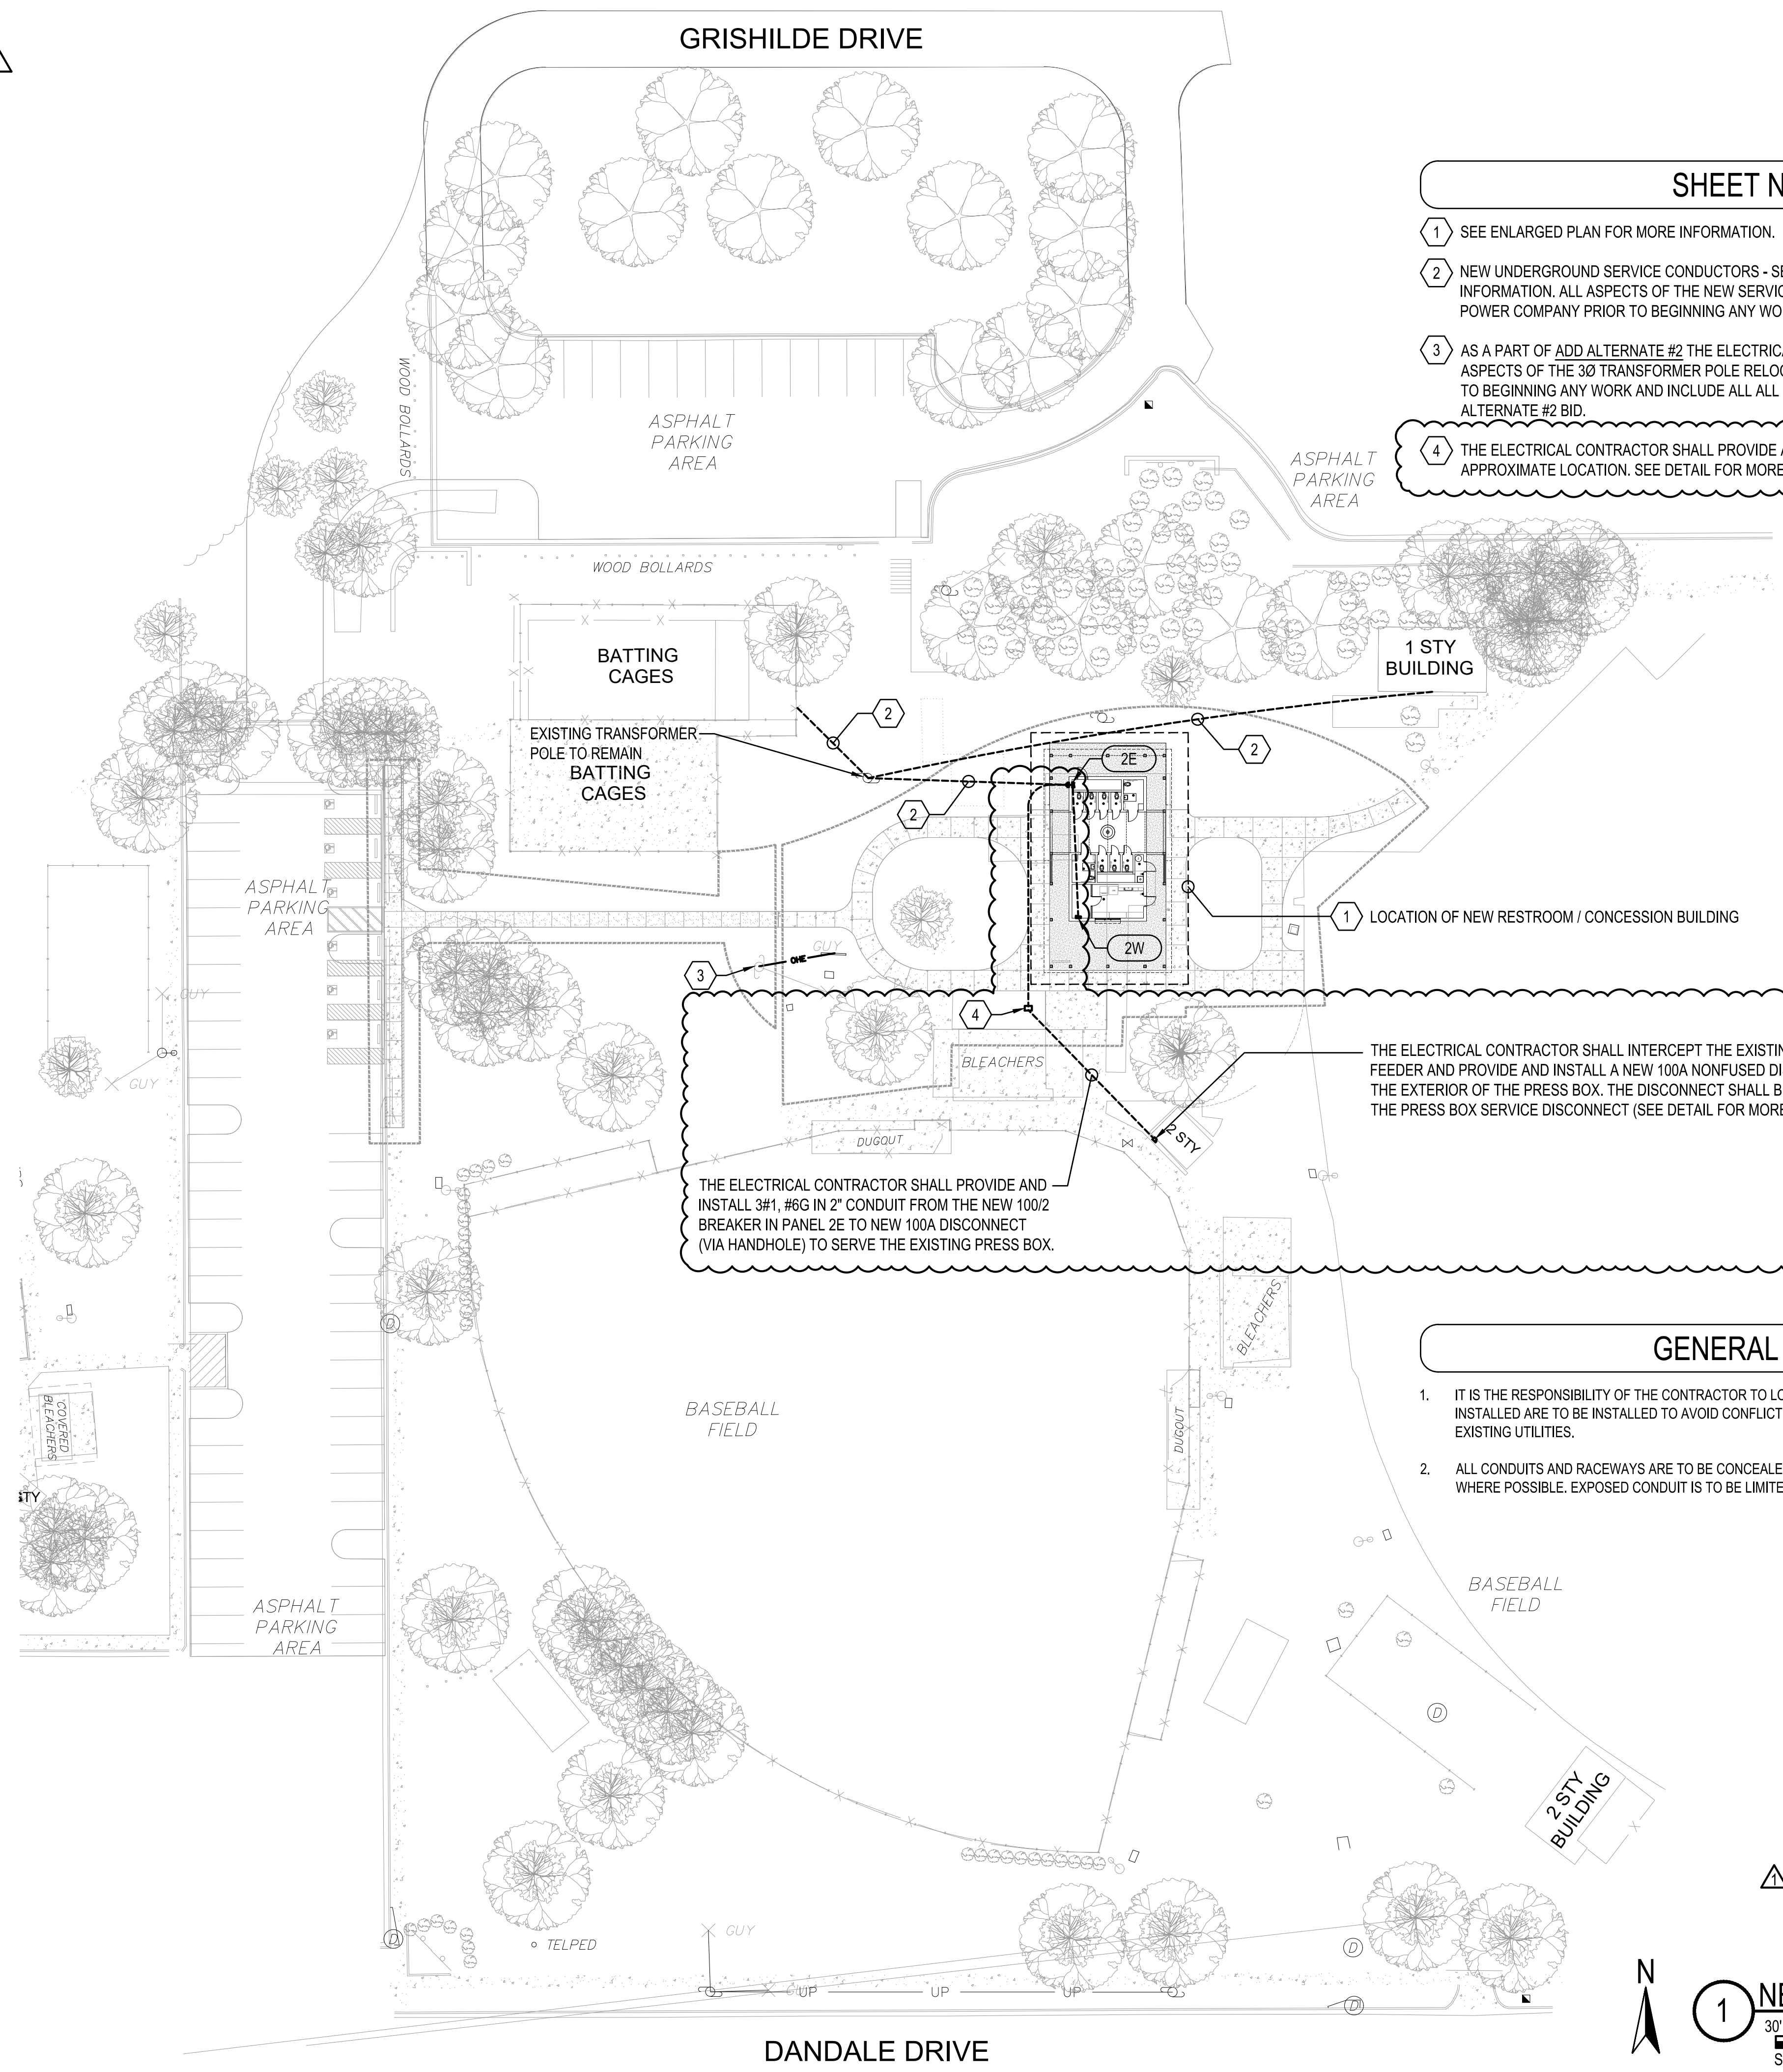 GRISHILDE DRIVE
SHEET N
1 SEE ENLARGED PLAN FOR MORE INFORMATION.
2 NEW UNDERGROUND SERVICE CONDUCTORS - SE
INFORMATION. ALL ASPECTS OF THE NEW SERVIC
POWER COMPANY PRIOR TO BEGINNING ANY WO
3 AS A PART OF ADD ALTERNATE #2 THE ELECTRICA
ASPECTS OF THE 3Ø TRANSFORMER POLE RELOC
TO BEGINNING ANY WORK AND INCLUDE ALL ALL
ALTERNATE #2 BID.
4 THE ELECTRICAL CONTRACTOR SHALL PROVIDE A
APPROXIMATE LOCATION. SEE DETAIL FOR MORE
WOOD BOLLARDS
ASPHALT
PARKING
AREA
ASPHALT
PARKING
AREA
WOOD BOLLARDS
BATTING
CAGES
1 STY
BUILDING
2
2
EXISTING TRANSFORMER
POLE TO REMAIN
BATTING
CAGES
2E
2
ASPHALT
PARKING
AREA
1 LOCATION OF NEW RESTROOM / CONCESSION BUILDING
2W
GUY
OHE
3
GUY
4
BLEACHERS
GUY
THE ELECTRICAL CONTRACTOR SHALL INTERCEPT THE EXISTIN
FEEDER AND PROVIDE AND INSTALL A NEW 100A NONFUSED DI
THE EXTERIOR OF THE PRESS BOX. THE DISCONNECT SHALL B
THE PRESS BOX SERVICE DISCONNECT (SEE DETAIL FOR MORE
DUGOUT
2 STY
THE ELECTRICAL CONTRACTOR SHALL PROVIDE AND
INSTALL 3#1, #6G IN 2" CONDUIT FROM THE NEW 100/2
BREAKER IN PANEL 2E TO NEW 100A DISCONNECT
(VIA HANDHOLE) TO SERVE THE EXISTING PRESS BOX.
BLEACHERS
D
GENERAL
1. IT IS THE RESPONSIBILITY OF THE CONTRACTOR TO LO
INSTALLED ARE TO BE INSTALLED TO AVOID CONFLICT
EXISTING UTILITIES.
2. ALL CONDUITS AND RACEWAYS ARE TO BE CONCEALE
WHERE POSSIBLE. EXPOSED CONDUIT IS TO BE LIMITE
COVERED
BLEACHERS
BASEBALL
FIELD
DUGOUT
STY
ASPHALT
PARKING
AREA
BASEBALL
FIELD
D
2 STY
BUILDING
1
D
TELPED
GUY
D
GUY
UP
UP
UP
D
N
1
NE
30'
S
DANDALE DRIVE